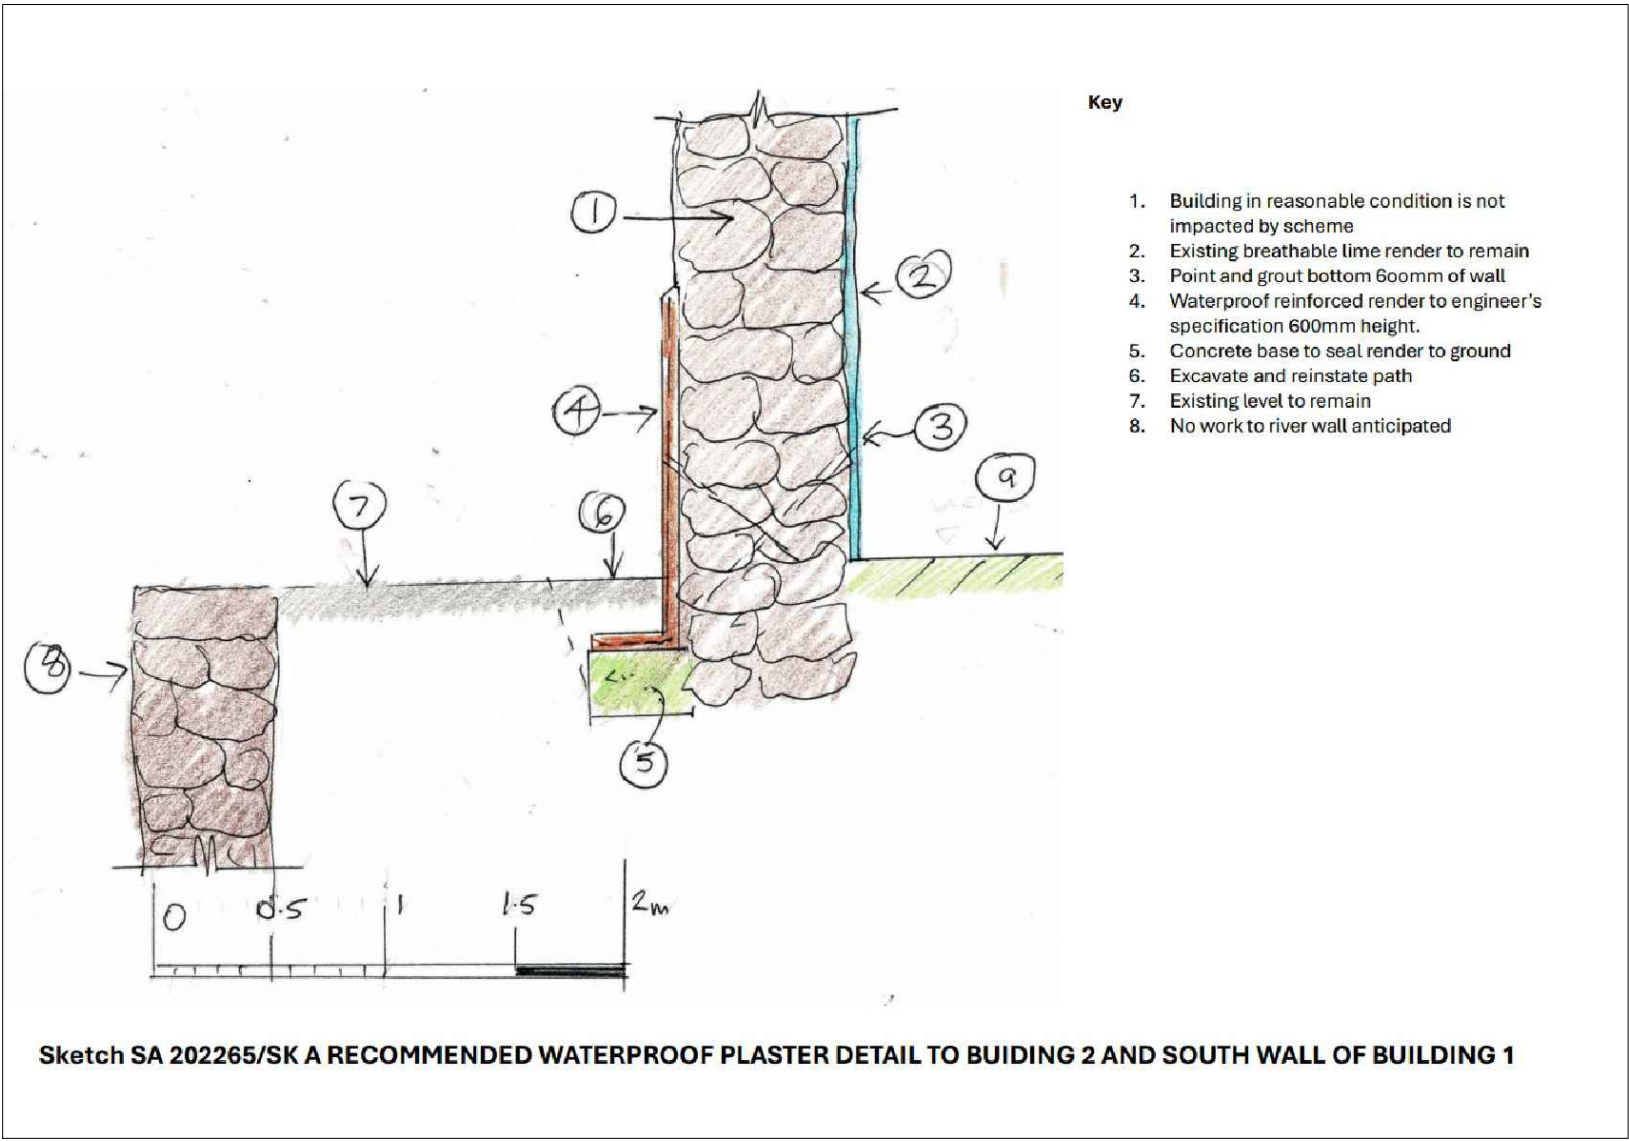 Key
1. Building in reasonable condition is not
impacted by scheme
2. Existing breathable lime render to remain
3. Point and grout bottom 6oomm of wall
4. Waterproof reinforced render to engineer's
specification 600mm height.
5. Concrete base to seal render to ground
6. Excavate and reinstate path
7. Existing level to remain
8. No work to river wall anticipated
1
2
4
3
9
7
6
8
5
0 0.5 1 1.5 2m
Sketch SA 202265/SK A RECOMMENDED WATERPROOF PLASTER DETAIL TO BUIDING 2 AND SOUTH WALL OF BUILDING 1